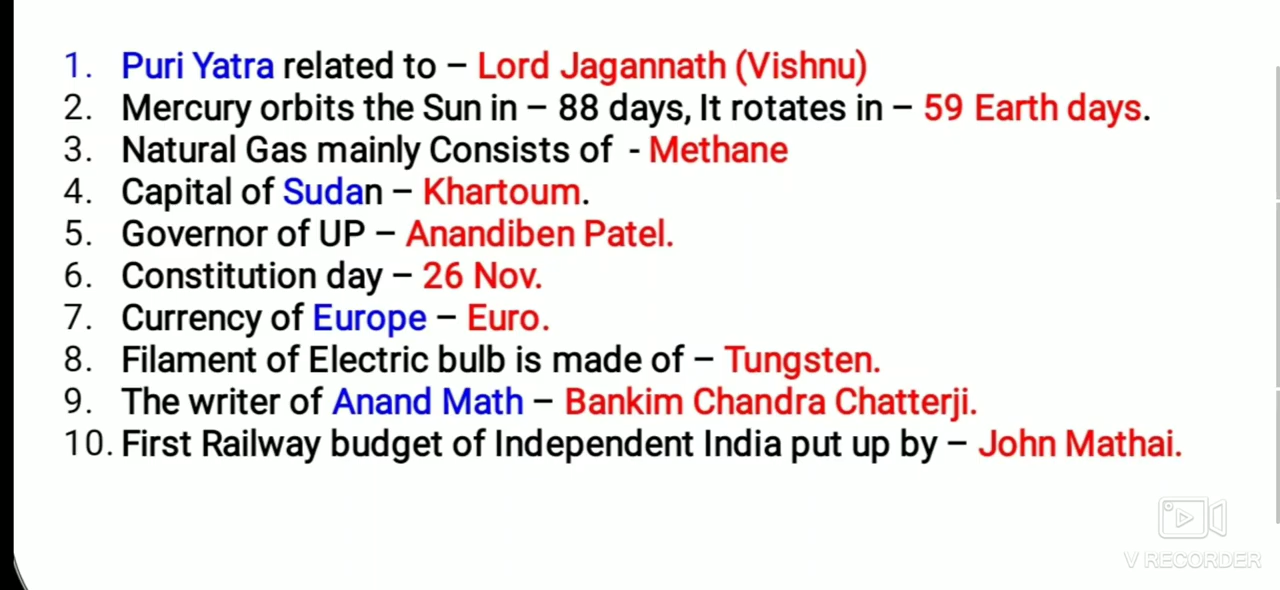 1. Puri Yatra related to – Lord Jagannath (Vishnu)
2. Mercury orbits the Sun in – 88 days, It rotates in – 59 Earth days.
3. Natural Gas mainly Consists of - Methane
4. Capital of Sudan – Khartoum.
5. Governor of UP – Anandiben Patel.
6. Constitution day – 26 Nov.
7. Currency of Europe – Euro.
8. Filament of Electric bulb is made of – Tungsten.
9. The writer of Anand Math – Bankim Chandra Chatterji.
10. First Railway budget of Independent India put up by – John Mathai.
V RECORDER